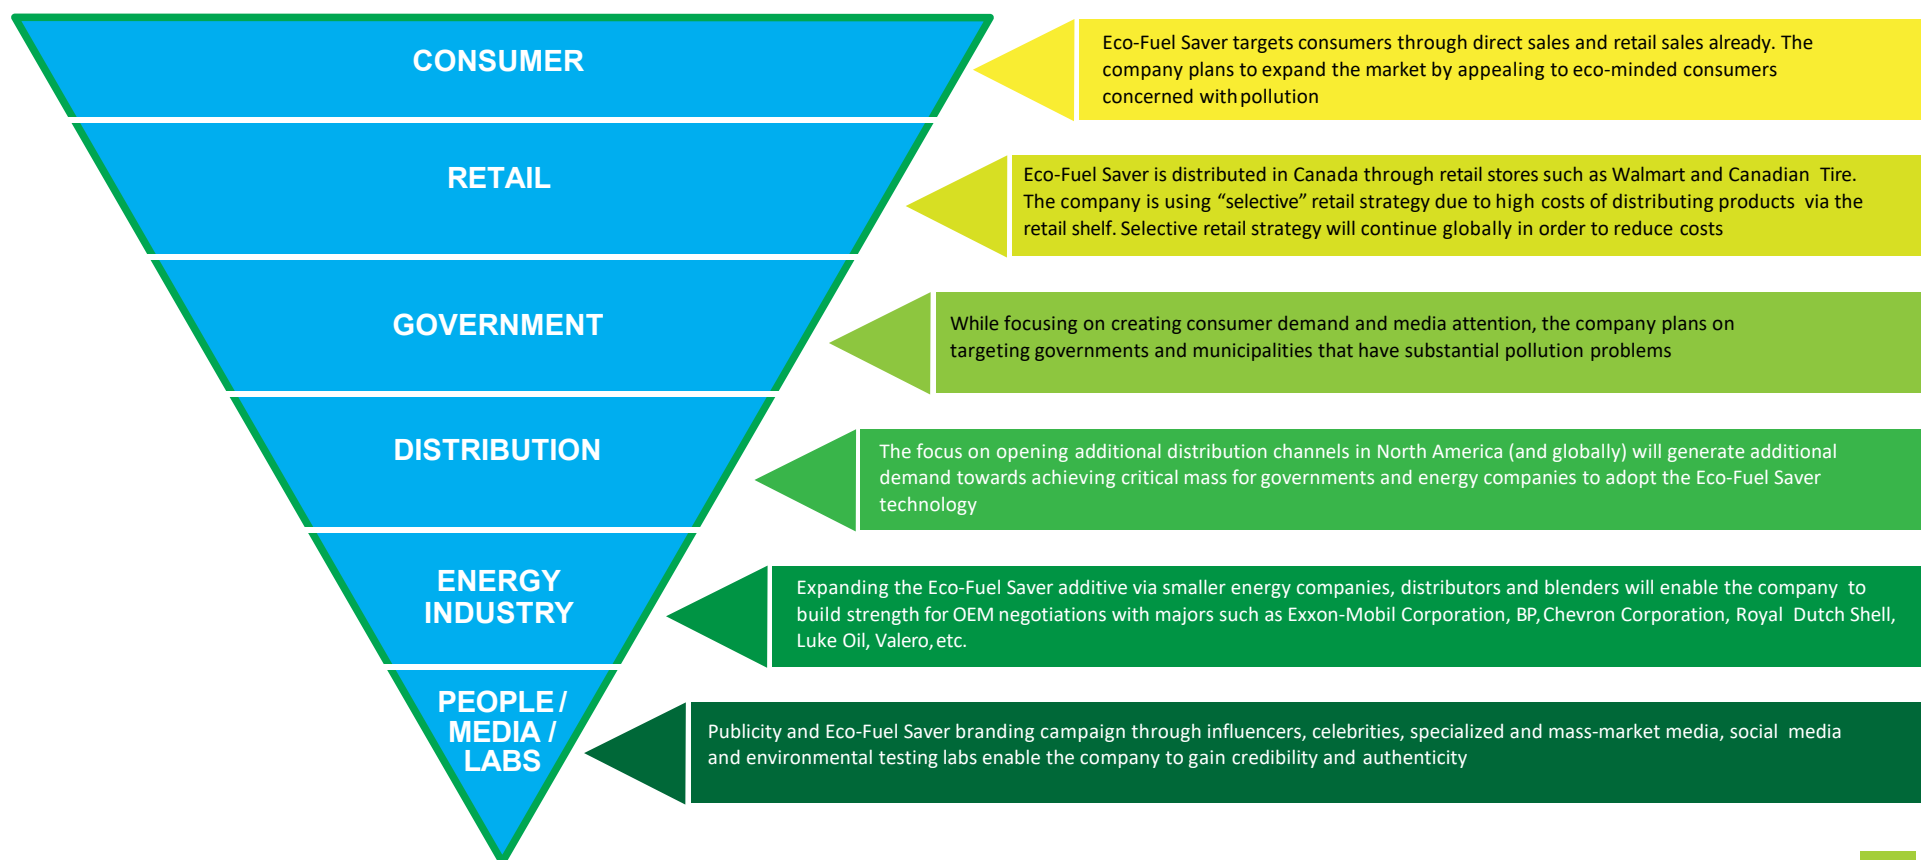 CONSUMER
Eco-Fuel Saver targets consumers through direct sales and retail sales already. The
company plans to expand the market by appealing to eco-minded consumers
concerned with pollution
RETAIL
Eco-Fuel Saver is distributed in Canada through retail stores such as Walmart and Canadian Tire.
The company is using “selective” retail strategy due to high costs of distributing products via the
retail shelf. Selective retail strategy will continue globally in order to reduce costs
GOVERNMENT
While focusing on creating consumer demand and media attention, the company plans on
targeting governments and municipalities that have substantial pollution problems
DISTRIBUTION
The focus on opening additional distribution channels in North America (and globally) will generate additional
demand towards achieving critical mass for governments and energy companies to adopt the Eco-Fuel Saver
technology
ENERGY
INDUSTRY
Expanding the Eco-Fuel Saver additive via smaller energy companies, distributors and blenders will enable the company to
build strength for OEM negotiations with majors such as Exxon-Mobil Corporation, BP, Chevron Corporation, Royal Dutch Shell,
Luke Oil, Valero, etc.
PEOPLE /
MEDIA /
LABS
Publicity and Eco-Fuel Saver branding campaign through influencers, celebrities, specialized and mass-market media, social media
and environmental testing labs enable the company to gain credibility and authenticity